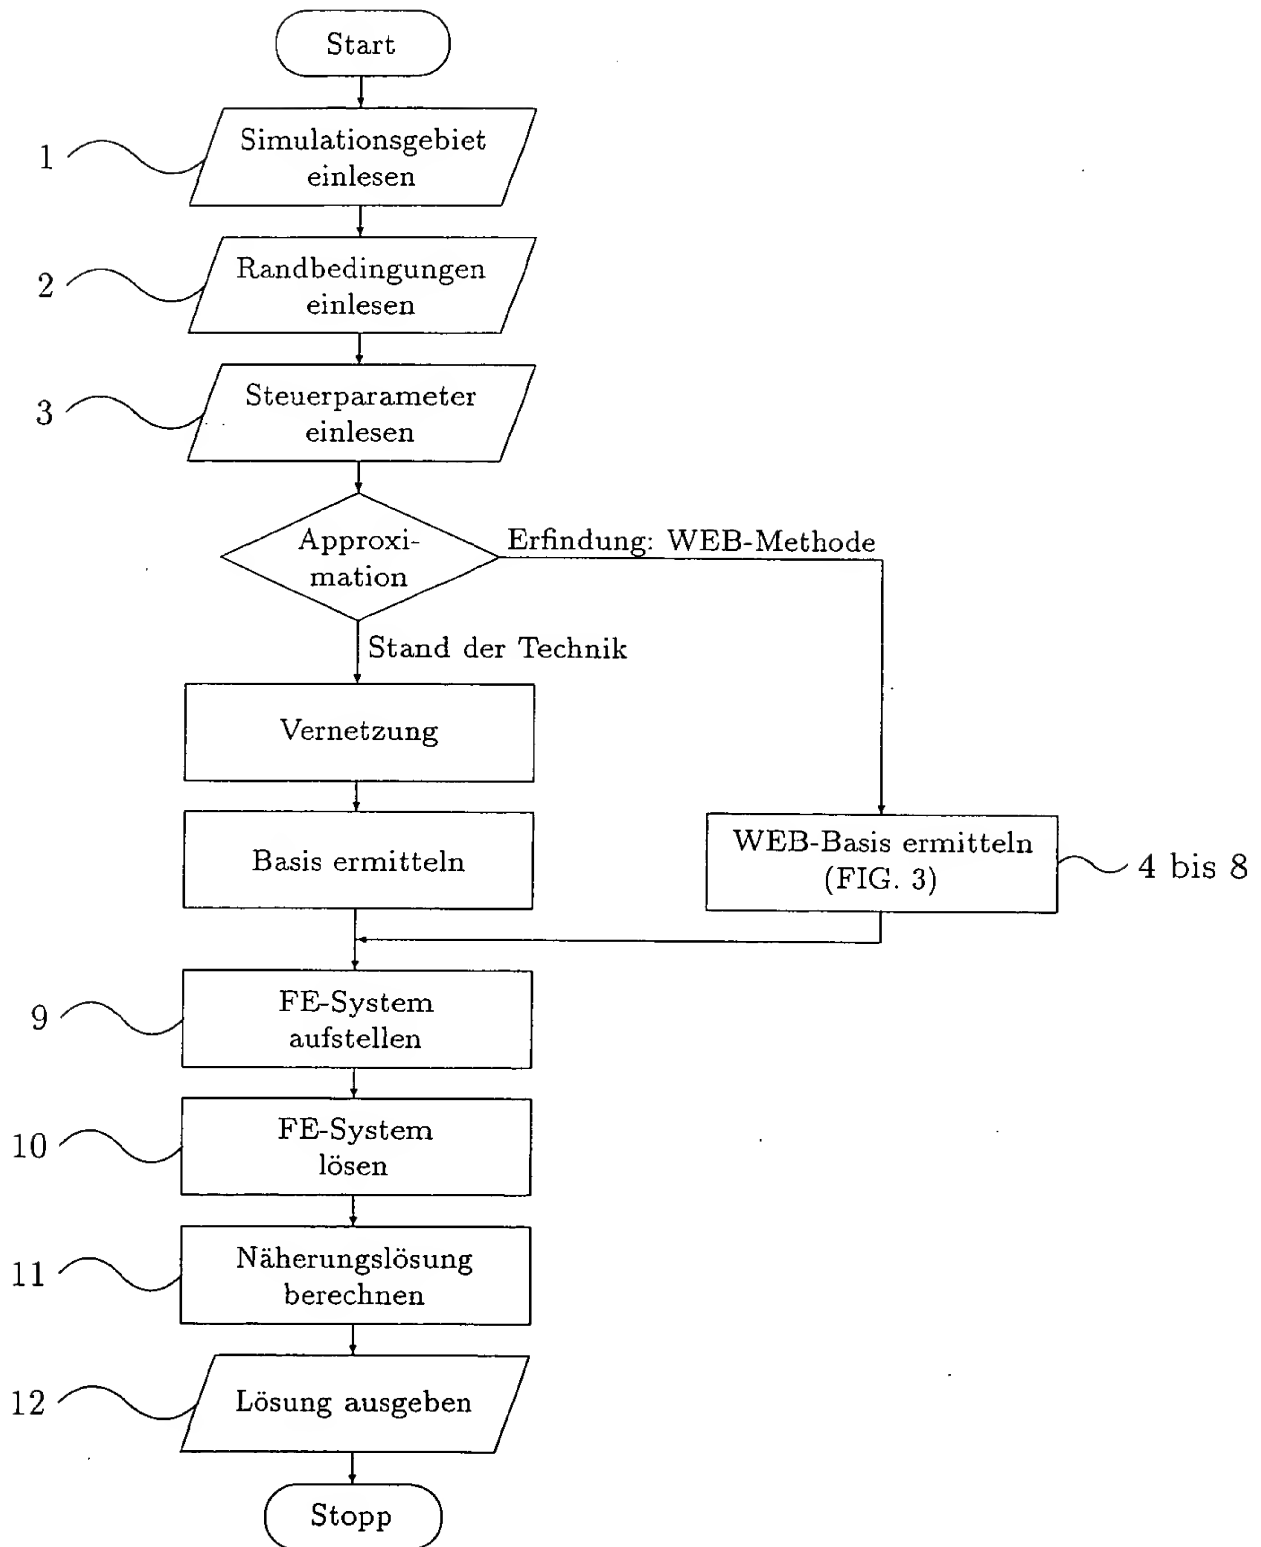 Start
1
Simulationsgebiet
einlesen
2
Randbedingungen
einlesen
3
Steuerparameter
einlesen
Approxi-
mation
Erfindung: WEB-Methode
Stand der Technik
Vernetzung
Basis ermitteln
WEB-Basis ermitteln
(FIG. 3)
4 bis 8
9
FE-System
aufstellen
10
FE-System
lösen
11
Näherungslösung
berechnen
12
Lösung ausgeben
Stopp